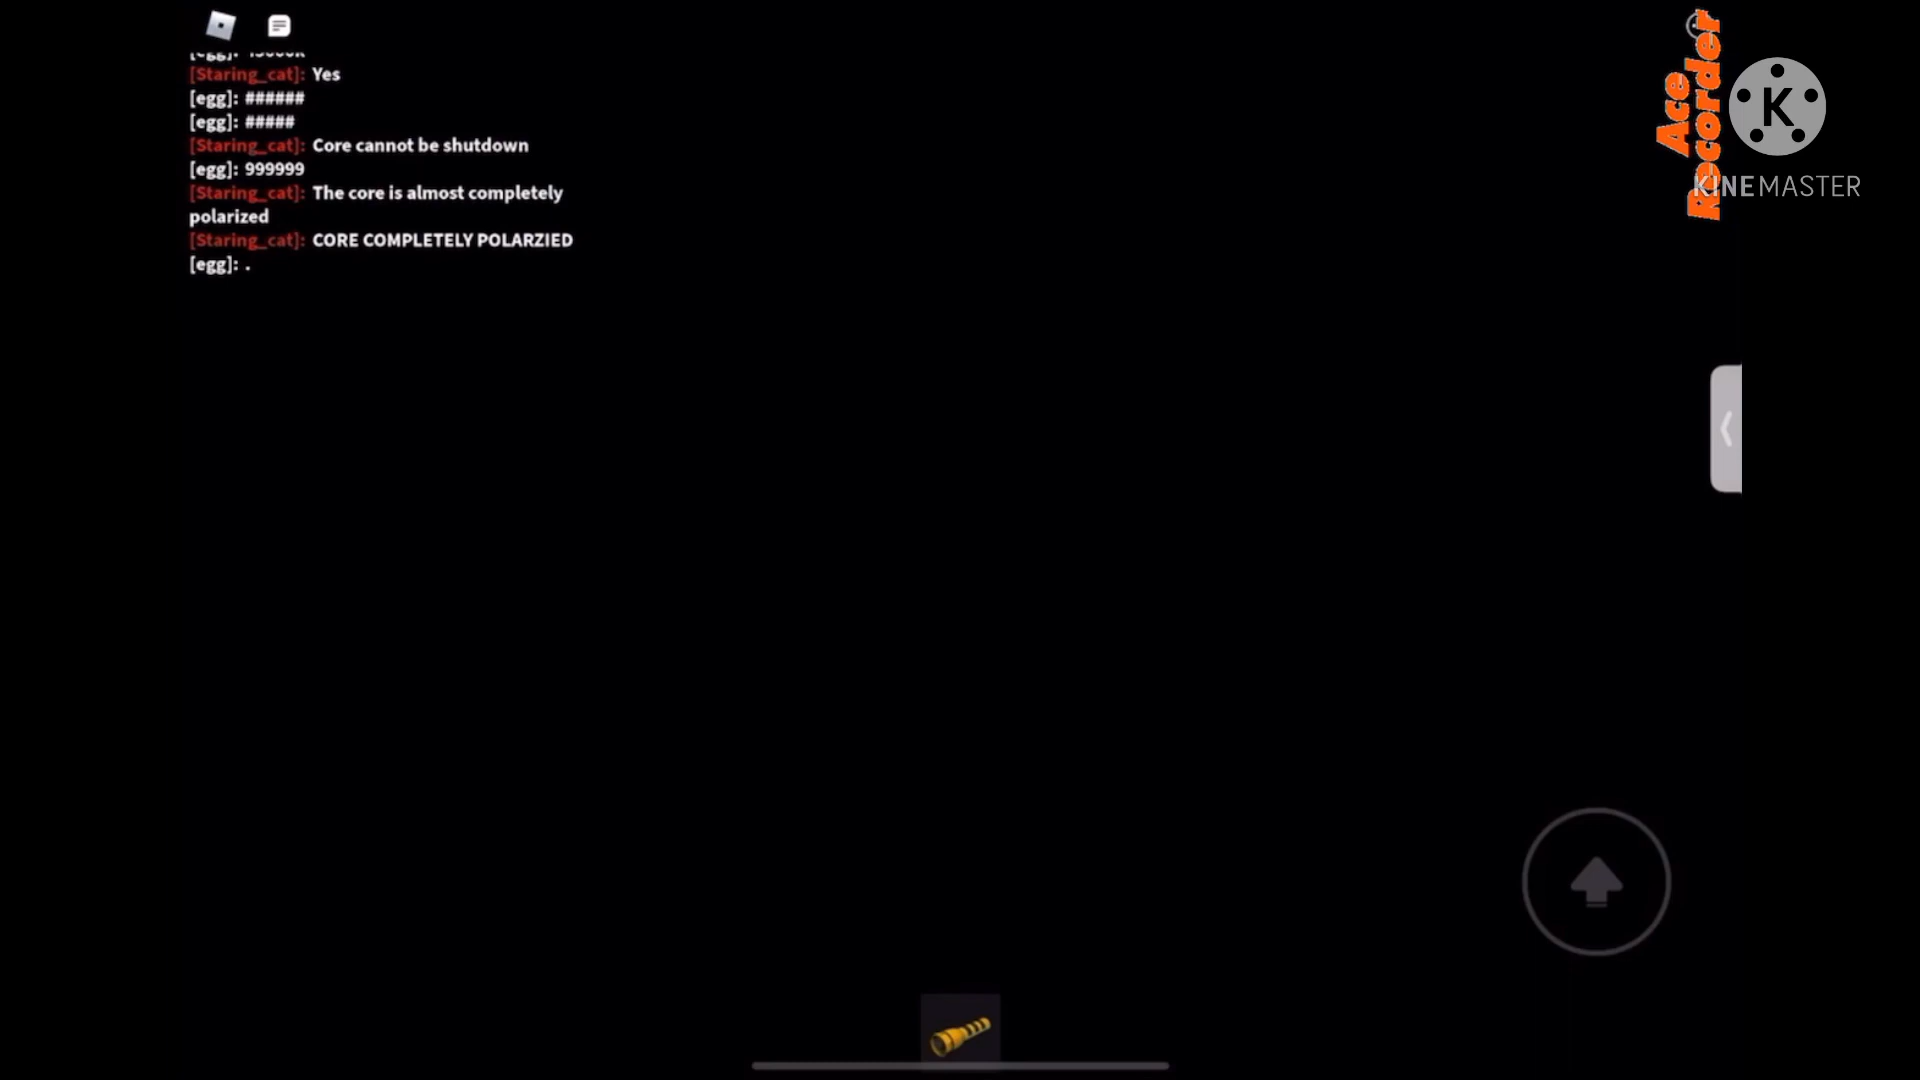 [Staring_cat]: Yes
[egg]: ######
[egg]: #####
[Staring_cat]: Core cannot be shutdown
[egg]: 999999
[Staring_cat]: The core is almost completely
polarized
[Staring_cat]: CORE COMPLETELY POLARZIED
[egg]: .
Ace
Recorder
K
KINEMASTER